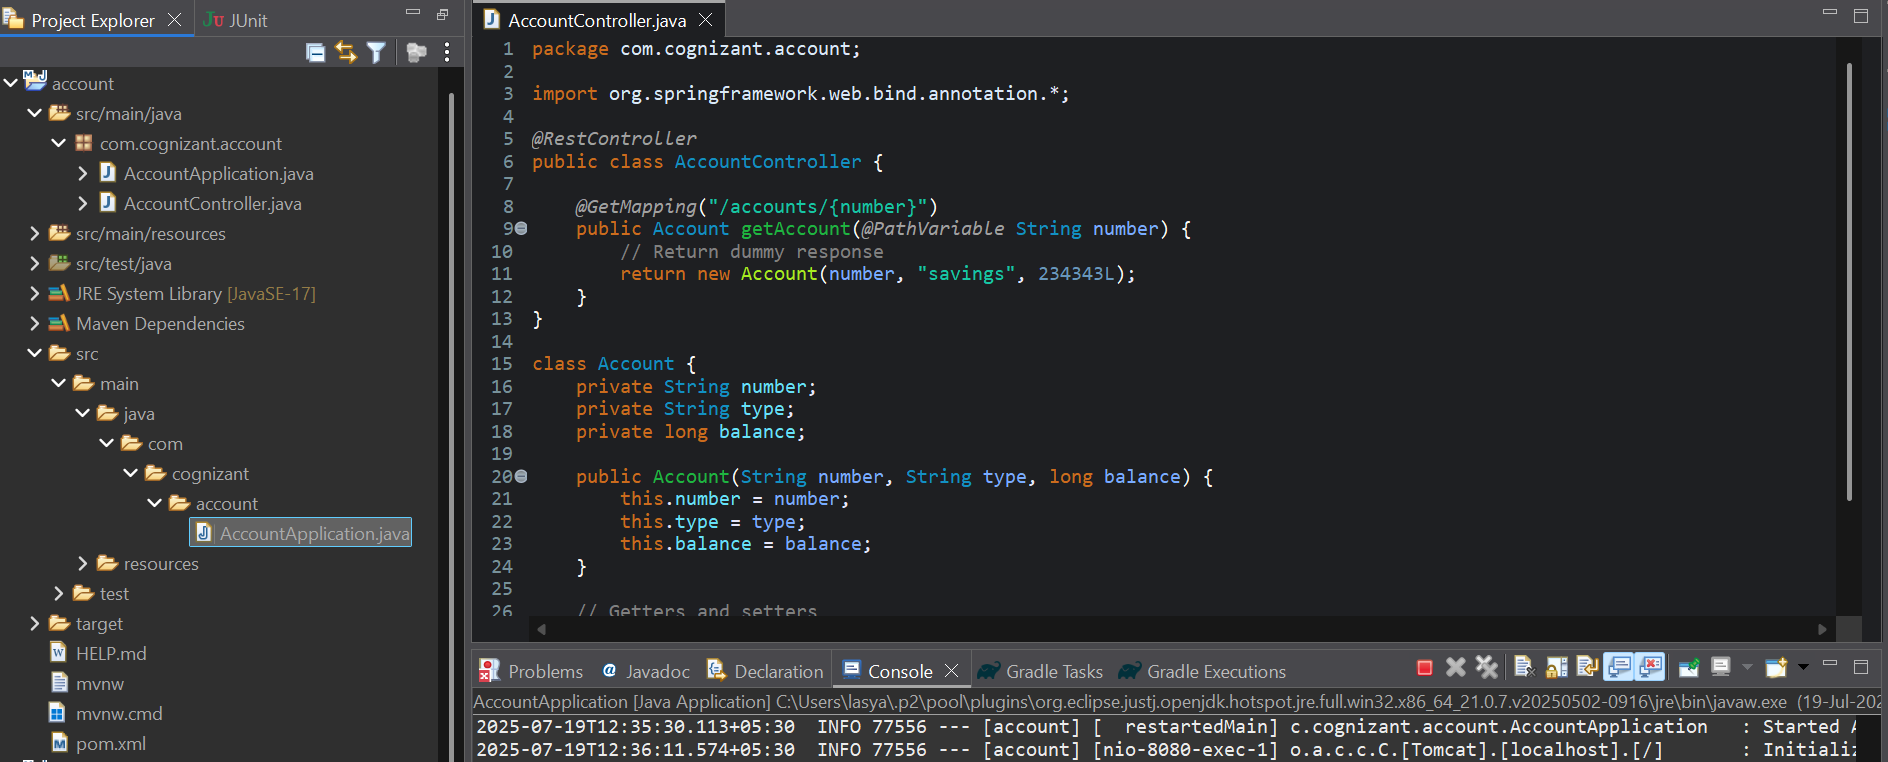 Project Explorer
JUnit
account
src/main/java
com.cognizant.account
AccountApplication.java
AccountController.java
src/main/resources
src/test/java
JRE System Library [JavaSE-17]
Maven Dependencies
src
main
java
com
cognizant
account
AccountApplication.java
resources
test
target
HELP.md
mvnw
mvnw.cmd
pom.xml
AccountController.java
1 package com.cognizant.account;
2
3 import org.springframework.web.bind.annotation.*;
4
5 @RestController
6 public class AccountController {
7
8 @GetMapping("/accounts/{number}")
9 public Account getAccount(@PathVariable String number) {
10 // Return dummy response
11 return new Account(number, "savings", 234343L);
12 }
13 }
14
15 class Account {
16 private String number;
17 private String type;
18 private long balance;
19
20 public Account(String number, String type, long balance) {
21 this.number = number;
22 this.type = type;
23 this.balance = balance;
24 }
25
26 // Getters and setters
Problems @ Javadoc Declaration Console Gradle Tasks Gradle Executions
AccountApplication [Java Application] C:\Users\lasya\.p2\pool\plugins\org.eclipse.justj.openjdk.hotspot.jre.full.win32.x86_64_21.0.7.v20250502-0916\jre\bin\javaw.exe (19-Jul-202
2025-07-19T12:35:30.113+05:30 INFO 77556 --- [account] [ restartedMain] c.cognizant.account.AccountApplication : Started
2025-07-19T12:36:11.574+05:30 INFO 77556 --- [account] [nio-8080-exec-1] o.a.c.c.C.[Tomcat].[localhost].[/] : Initiali